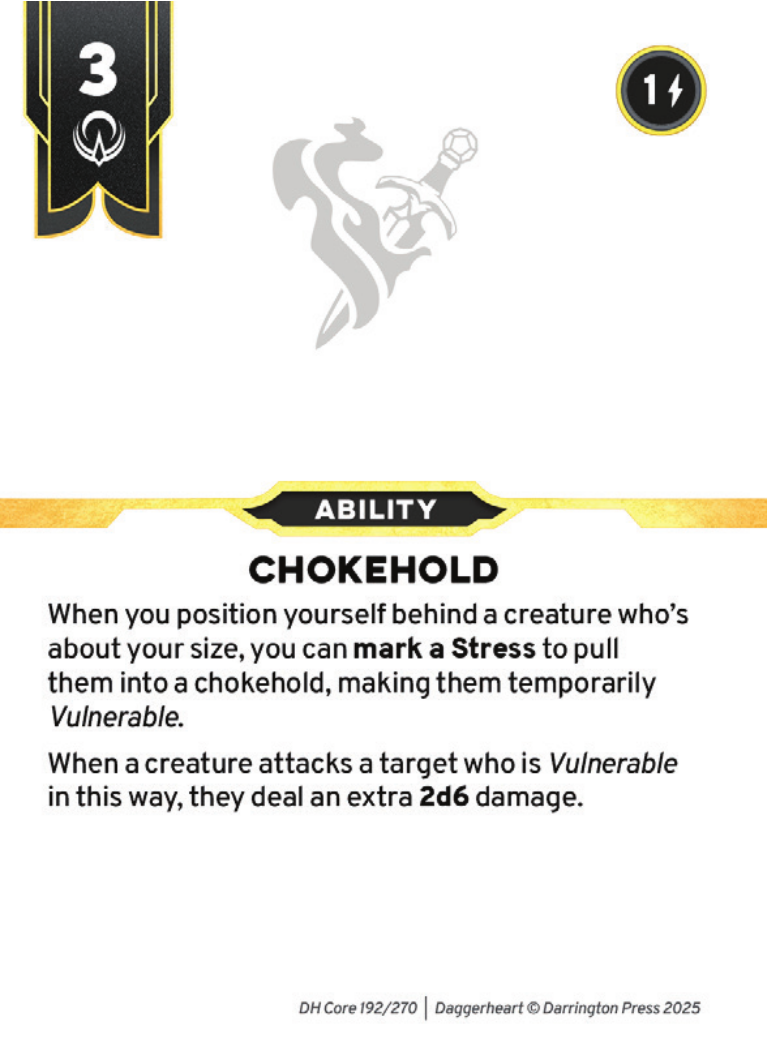 3
1
ABILITY
CHOKEHOLD
When you position yourself behind a creature who's
about your size, you can mark a Stress to pull
them into a chokehold, making them temporarily
Vulnerable.
When a creature attacks a target who is Vulnerable
in this way, they deal an extra 2d6 damage.
DH Core 192/270 | Daggerheart © Darrington Press 2025